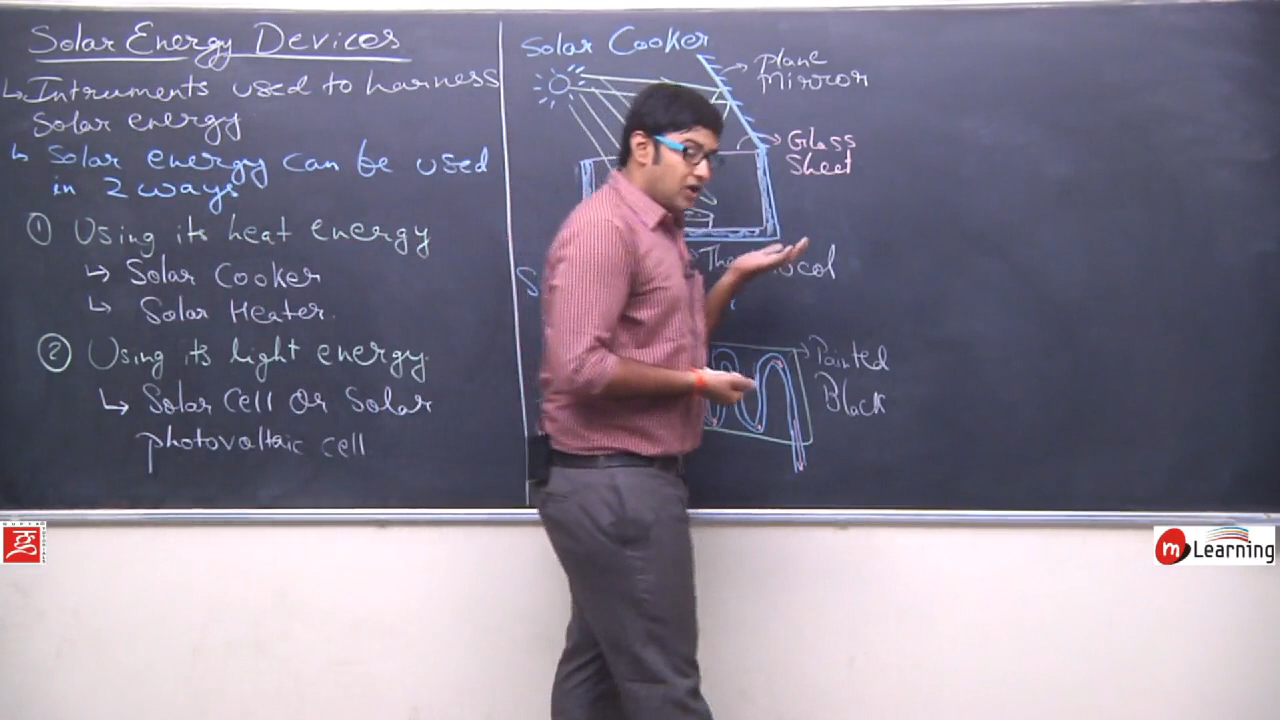 Solar Energy Devices
↳ Intruments used to harness
Solar energy
↳ Solar energy can be used
in 2 ways
① Using its heat energy
↳ Solar Cooker
↳ Solar Heater.
② Using its light energy.
↳ Solar Cell or Solar
photovoltaic cell
Solar Cooker
plane
Mirror
Glass
Sheet
Painted
Black
m Learning